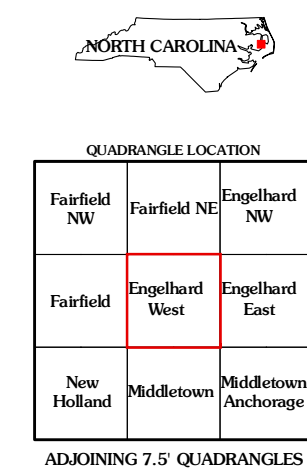 NORTH CAROLINA
QUADRANGLE LOCATION
Fairfield
NW
Fairfield NE
Engelhard
NW
Fairfield
Engelhard
West
Engelhard
East
New
Holland
Middletown
Middletown
Anchorage
ADJOINING 7.5' QUADRANGLES